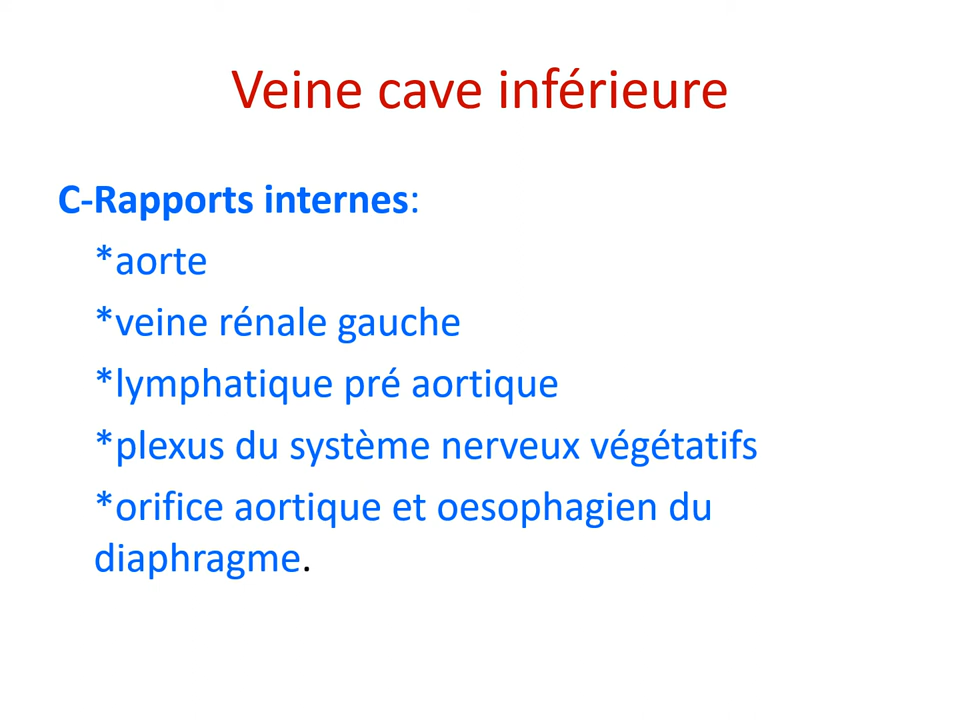 Veine cave inférieure
C-Rapports internes:
*aorte
*veine rénale gauche
*lymphatique pré aortique
*plexus du système nerveux végétatifs
*orifice aortique et oesophagien du
diaphragme.